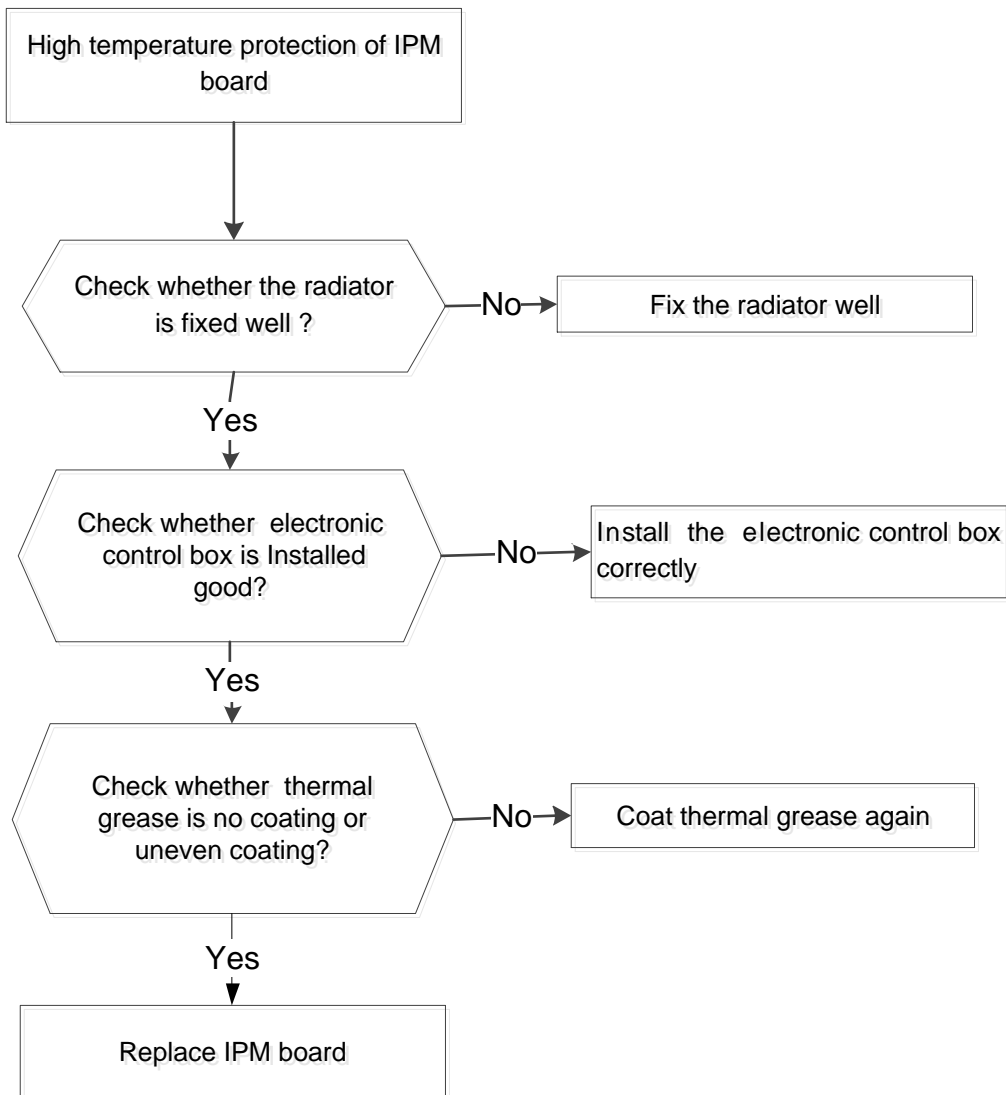 High temperature protection of IPM
board
Check whether the radiator
is fixed well ?
No
Fix the radiator well
Yes
Check whether electronic
control box is Installed
good?
No
Install the electronic control box
correctly
Yes
Check whether thermal
grease is no coating or
uneven coating?
No
Coat thermal grease again
Yes
Replace IPM board